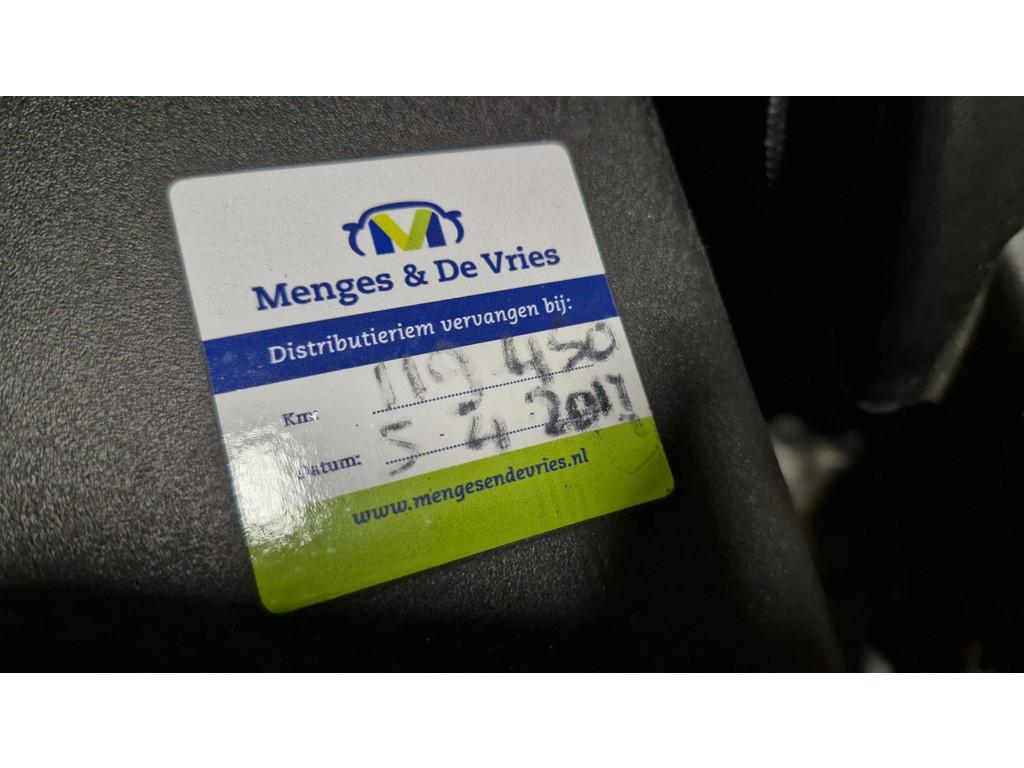 Menges & De Vries
Distributieriem vervangen bij:
Km: 119 450
Datum: 5 4 2017
www.mengesendevries.nl